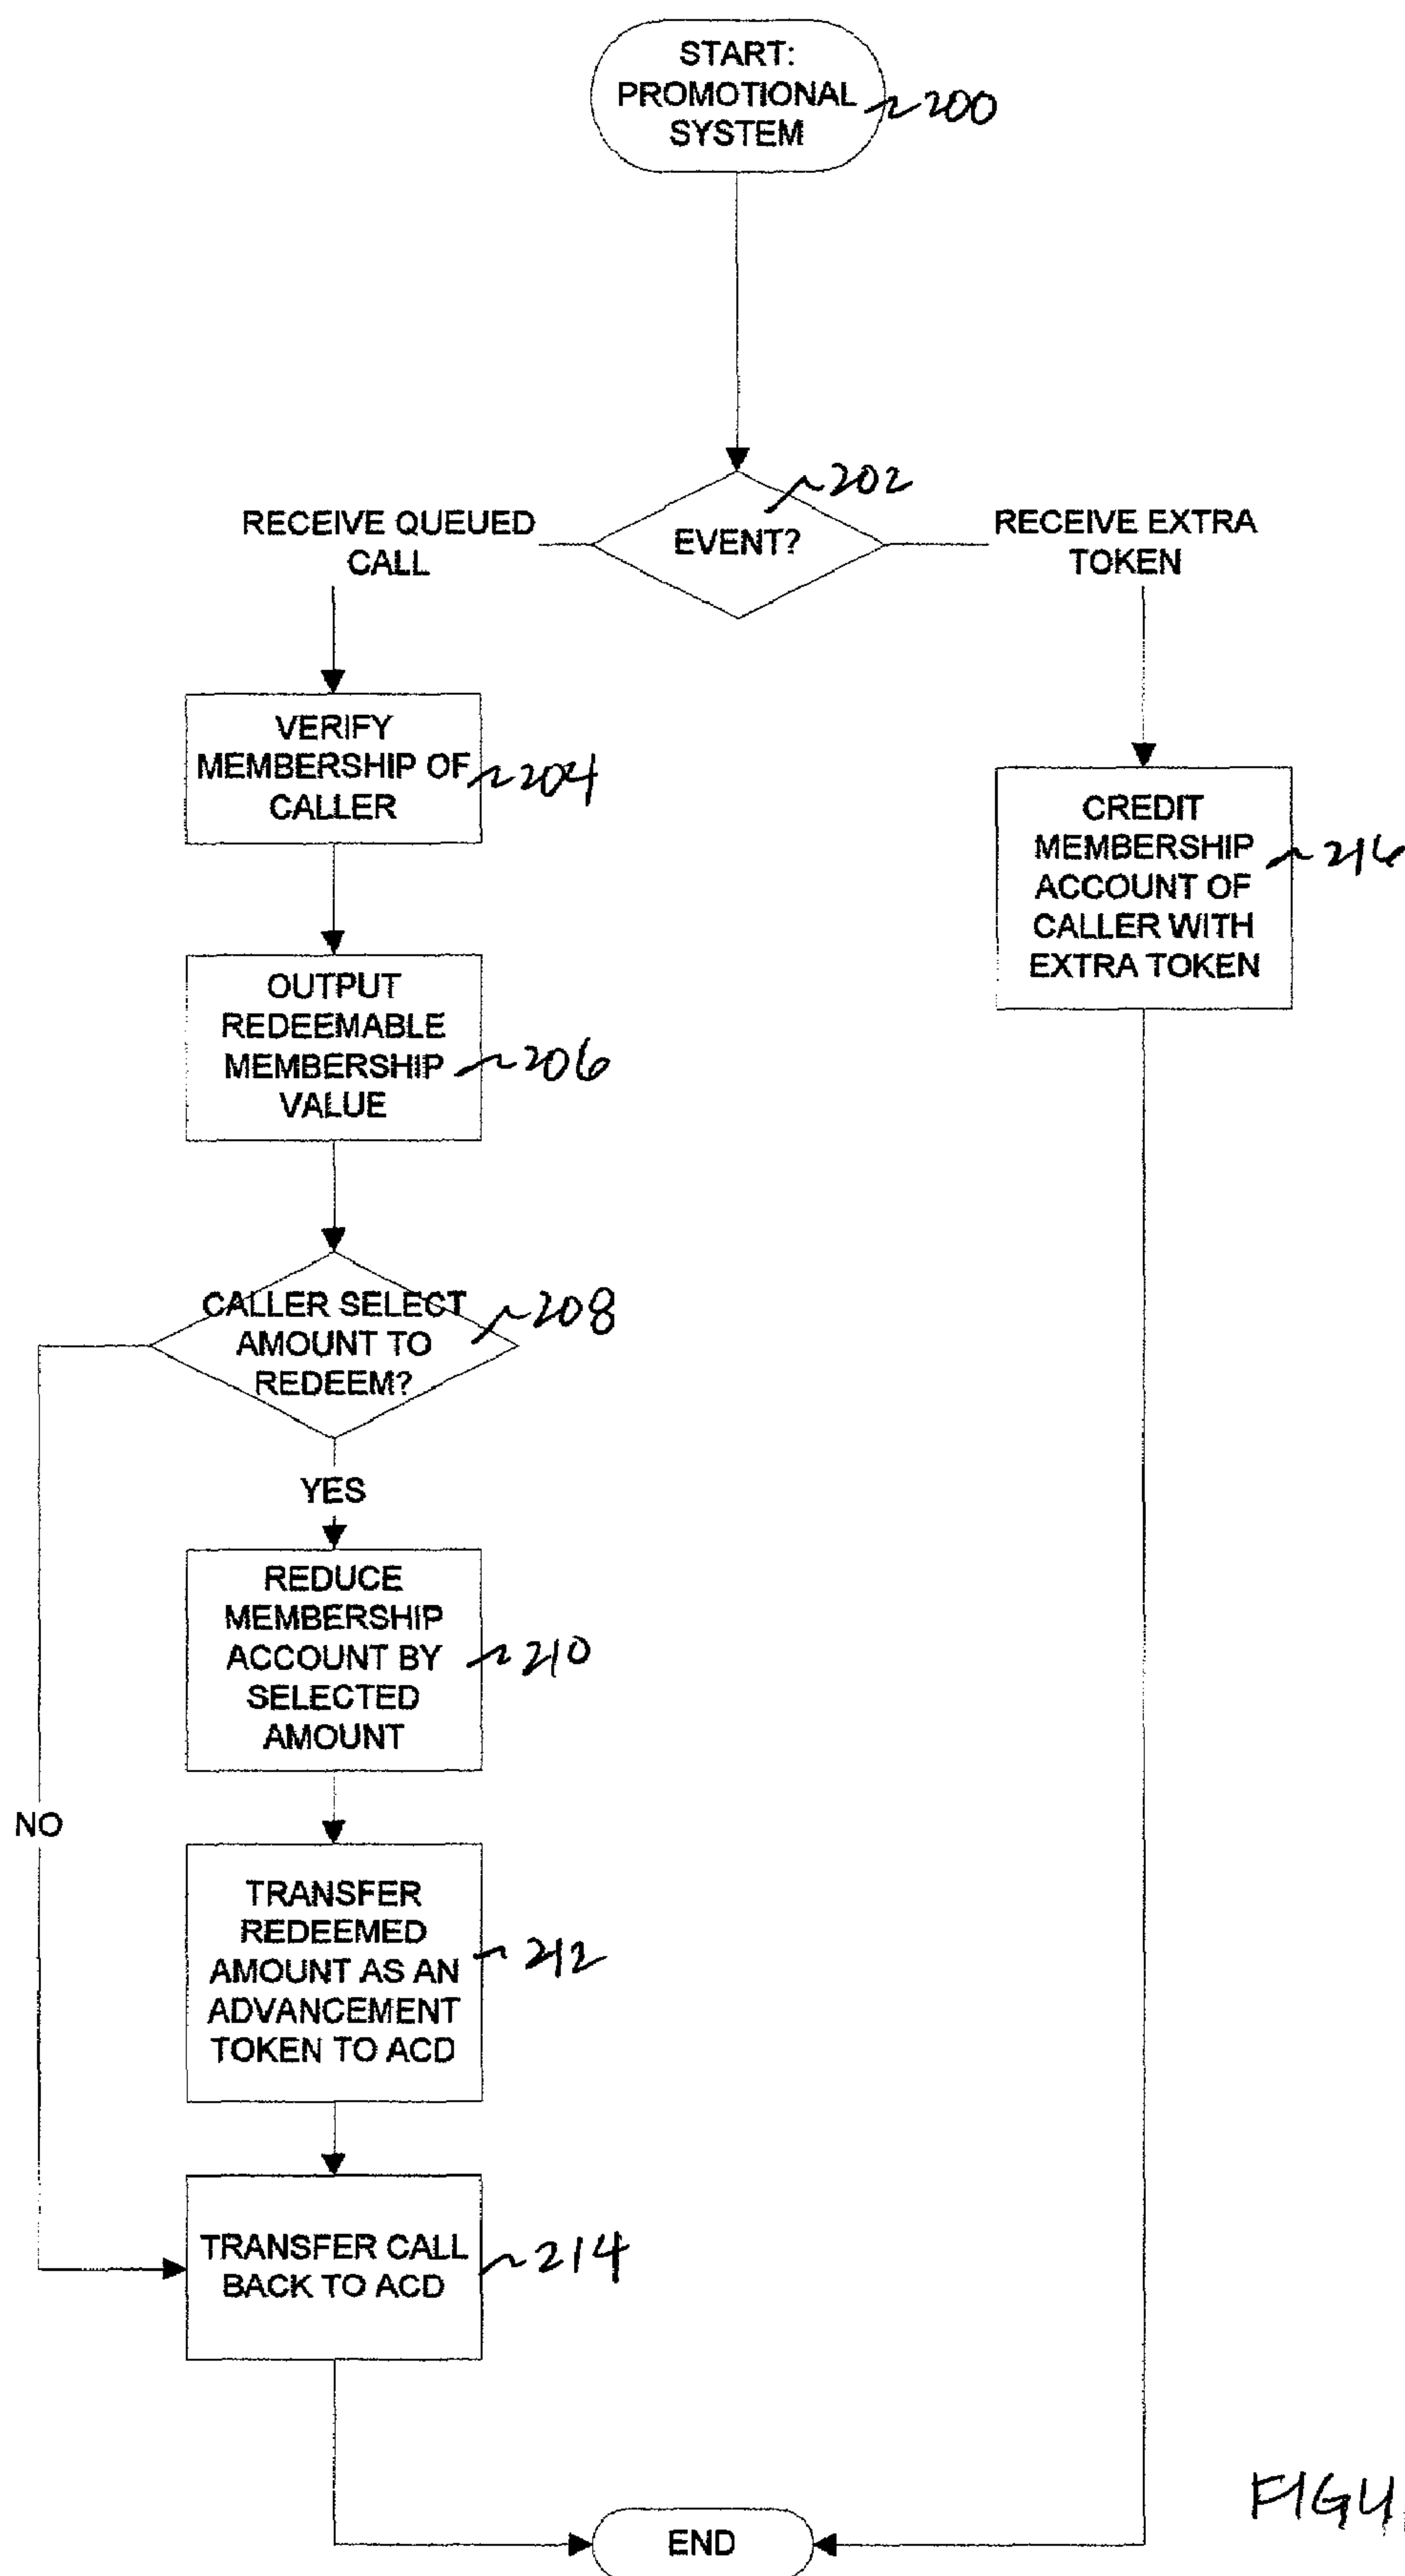 START:
PROMOTIONAL
SYSTEM
200
202
EVENT?
RECEIVE QUEUED
CALL
RECEIVE EXTRA
TOKEN
VERIFY
MEMBERSHIP OF
CALLER
204
CREDIT
MEMBERSHIP
ACCOUNT OF
CALLER WITH
EXTRA TOKEN
216
OUTPUT
REDEEMABLE
MEMBERSHIP
VALUE
206
CALLER SELECT
AMOUNT TO
REDEEM?
208
YES
REDUCE
MEMBERSHIP
ACCOUNT BY
SELECTED
AMOUNT
210
NO
TRANSFER
REDEEMED
AMOUNT AS AN
ADVANCEMENT
TOKEN TO ACD
212
TRANSFER CALL
BACK TO ACD
214
END
FIG4.